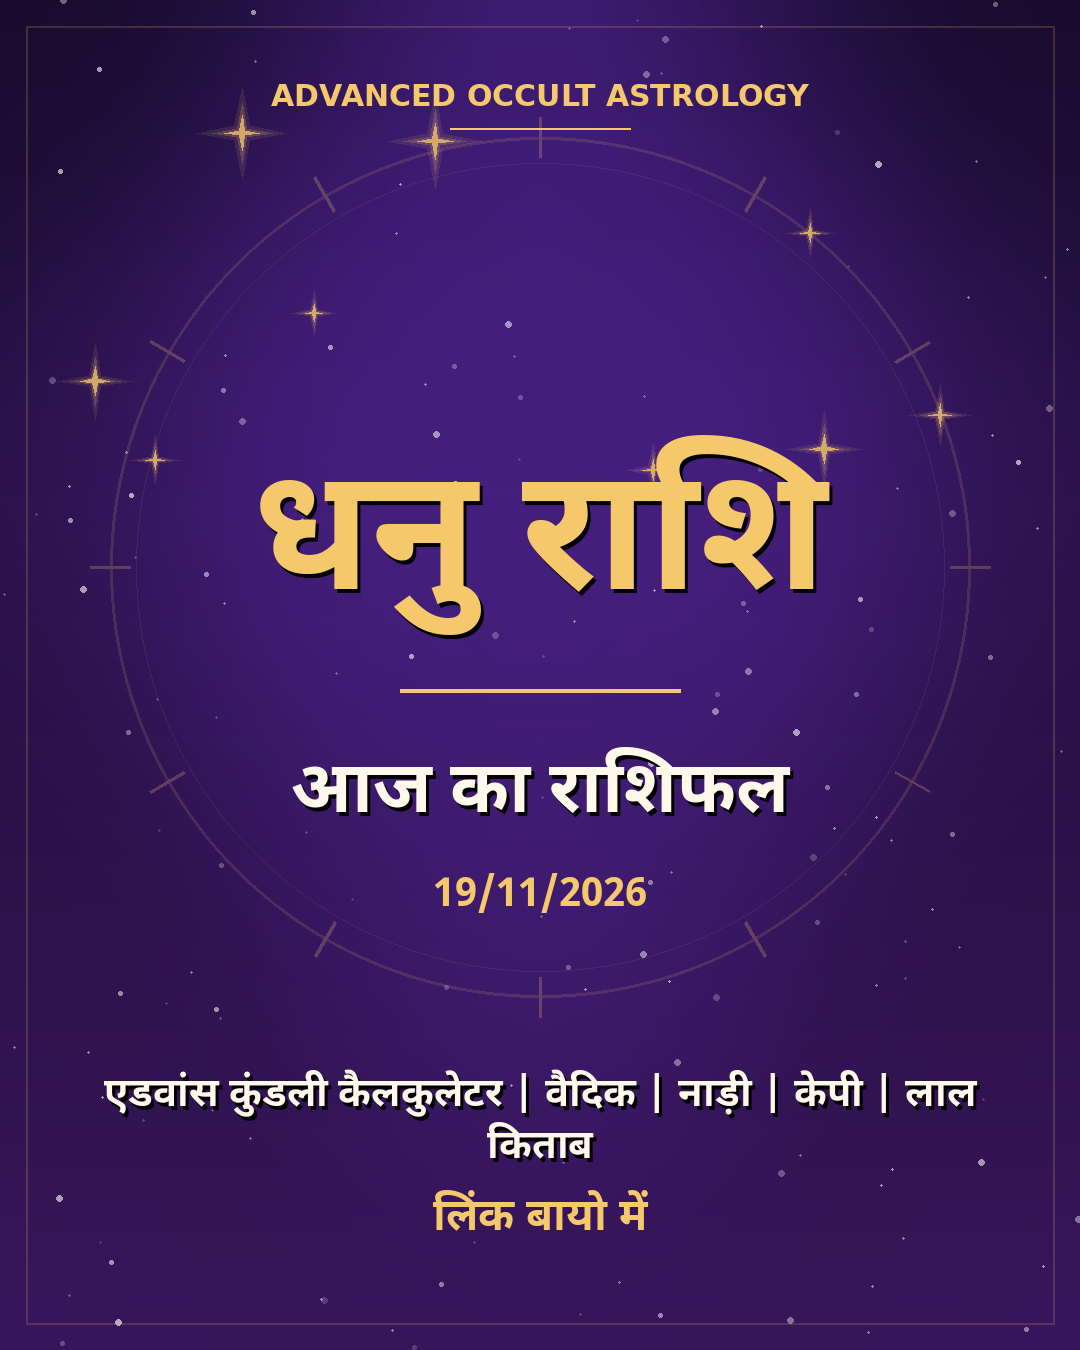 ADVANCED OCCULT ASTROLOGY
धनु राशि
आज का राशिफल
19/11/2026
एडवांस कुंडली कैलकुलेटर | वैदिक | नाड़ी | केपी | लाल
किताब
लिंक बायो में